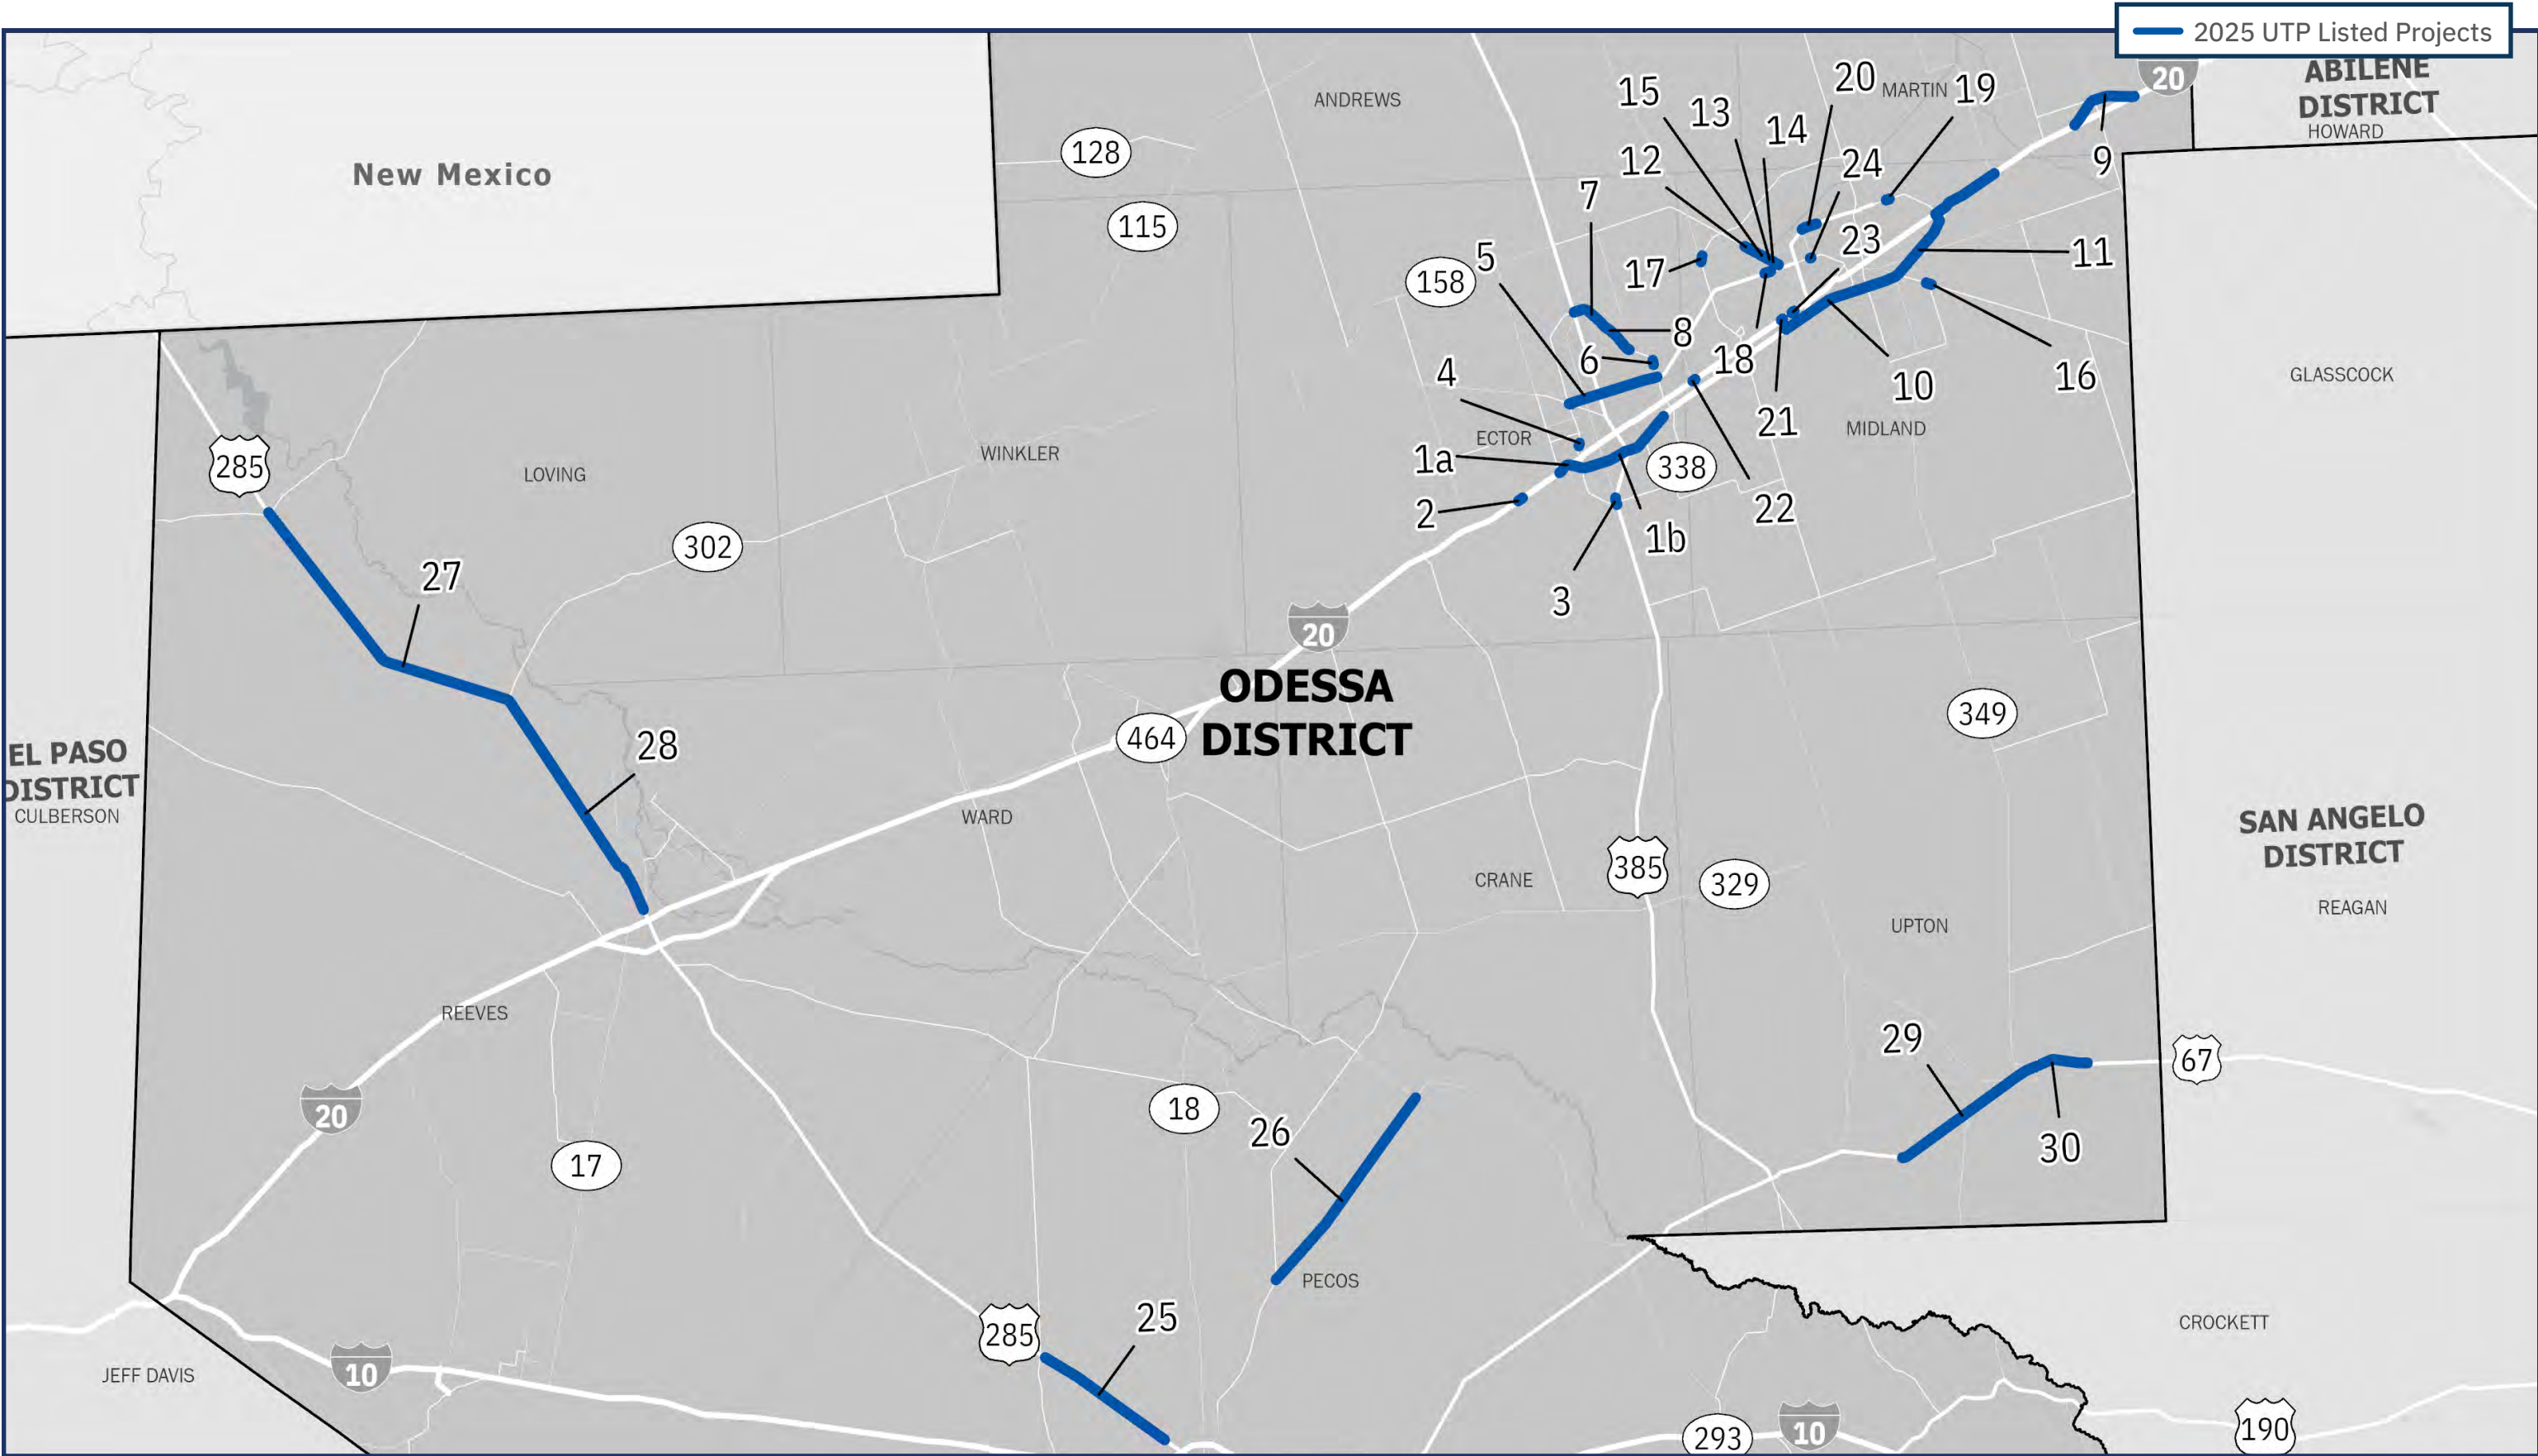 2025 UTP Listed Projects
20
ABILENE
DISTRICT
HOWARD
ANDREWS
MARTIN
20
19
15
13
14
12
24
9
128
New Mexico
7
115
5
158
17
23
11
8
6
18
4
10
16
GLASSCOCK
21
MIDLAND
ECTOR
1a
338
22
2
1b
3
285
LOVING
WINKLER
302
27
20
ODESSA
DISTRICT
464
349
28
EL PASO
DISTRICT
CULBERSON
WARD
SAN ANGELO
DISTRICT
REAGAN
385
329
CRANE
UPTON
REEVES
29
67
30
20
18
26
17
PECOS
25
285
CROCKETT
JEFF DAVIS
10
293
10
190